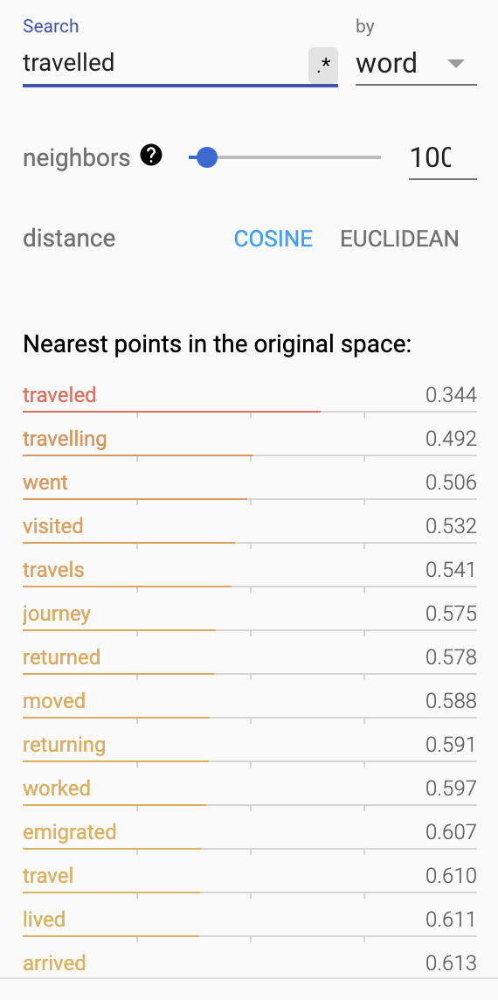 Search by
travelled .* word
neighbors ? 100
distance COSINE EUCLIDEAN
Nearest points in the original space:
traveled 0.344
travelling 0.492
went 0.506
visited 0.532
travels 0.541
journey 0.575
returned 0.578
moved 0.588
returning 0.591
worked 0.597
emigrated 0.607
travel 0.610
lived 0.611
arrived 0.613